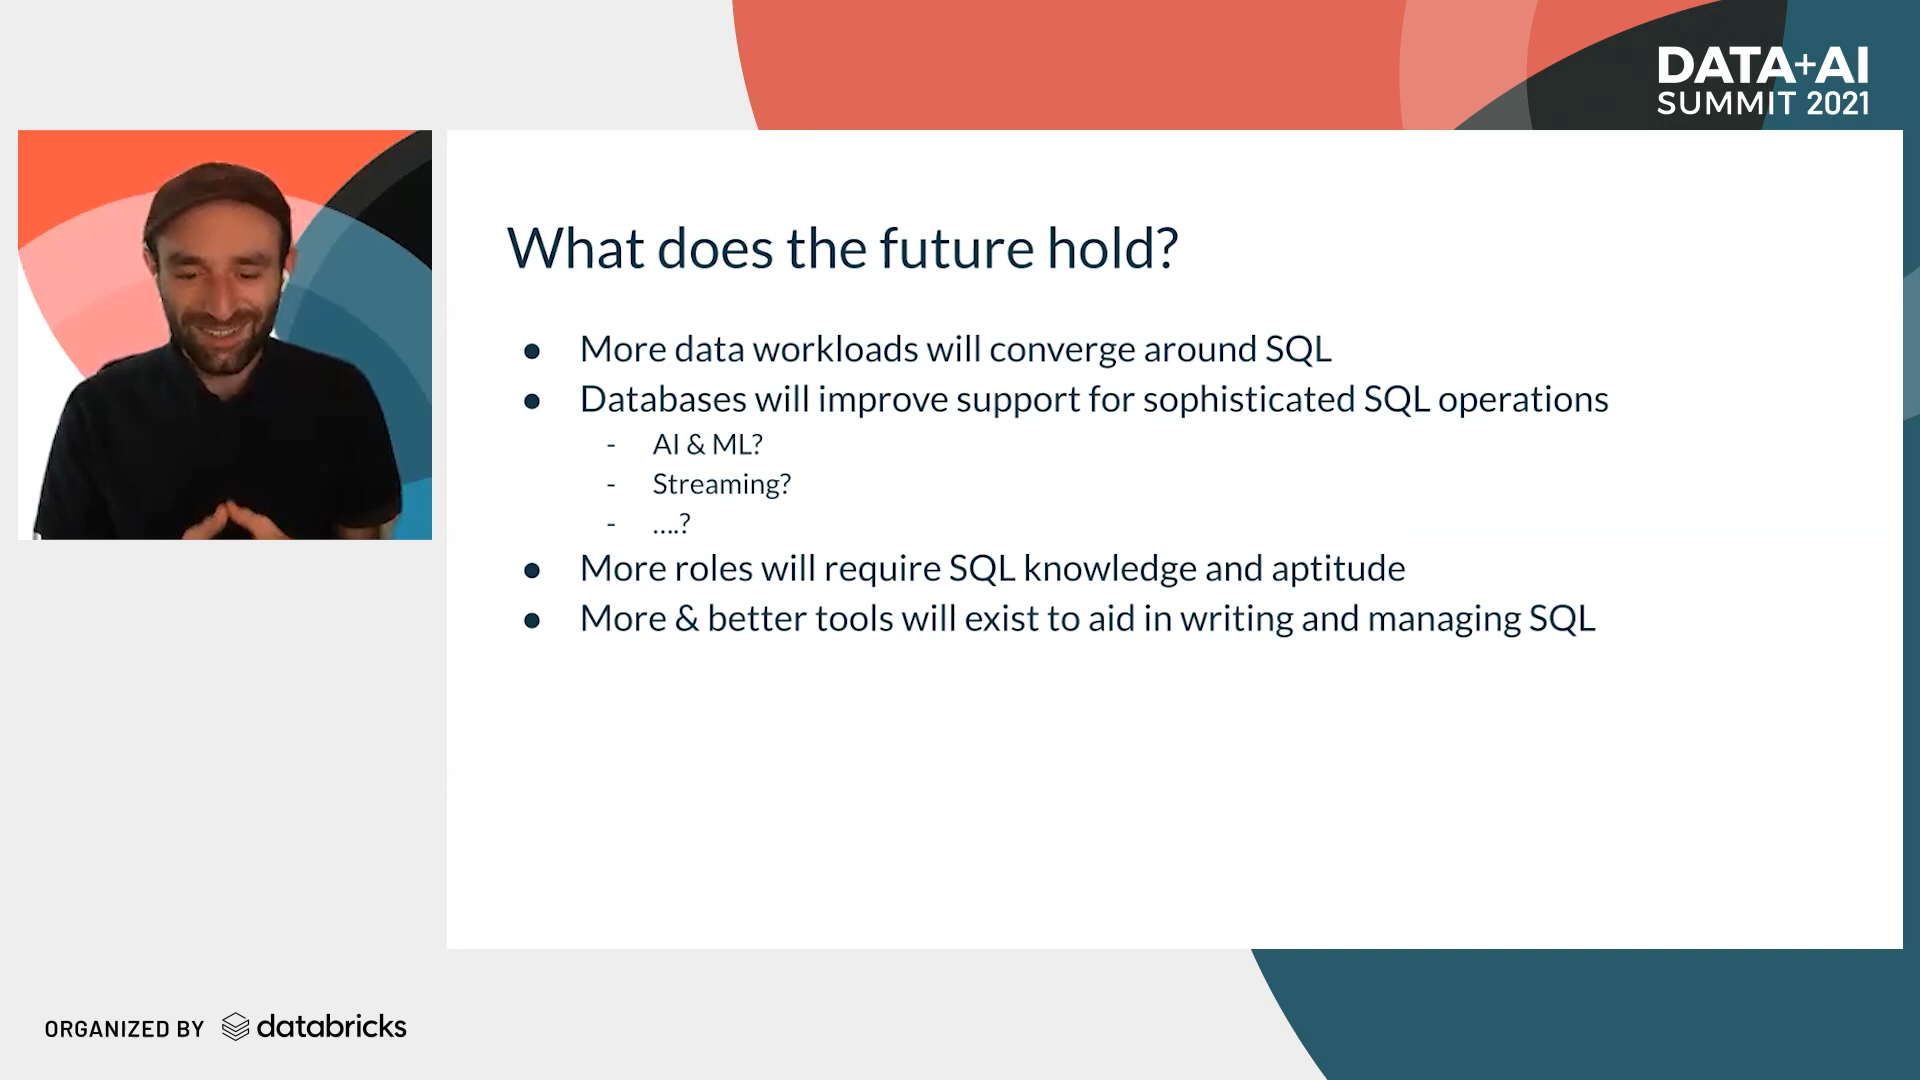 DATA+AI
SUMMIT 2021
What does the future hold?
● More data workloads will converge around SQL
● Databases will improve support for sophisticated SQL operations
- AI & ML?
- Streaming?
- ....?
● More roles will require SQL knowledge and aptitude
● More & better tools will exist to aid in writing and managing SQL
ORGANIZED BY databricks